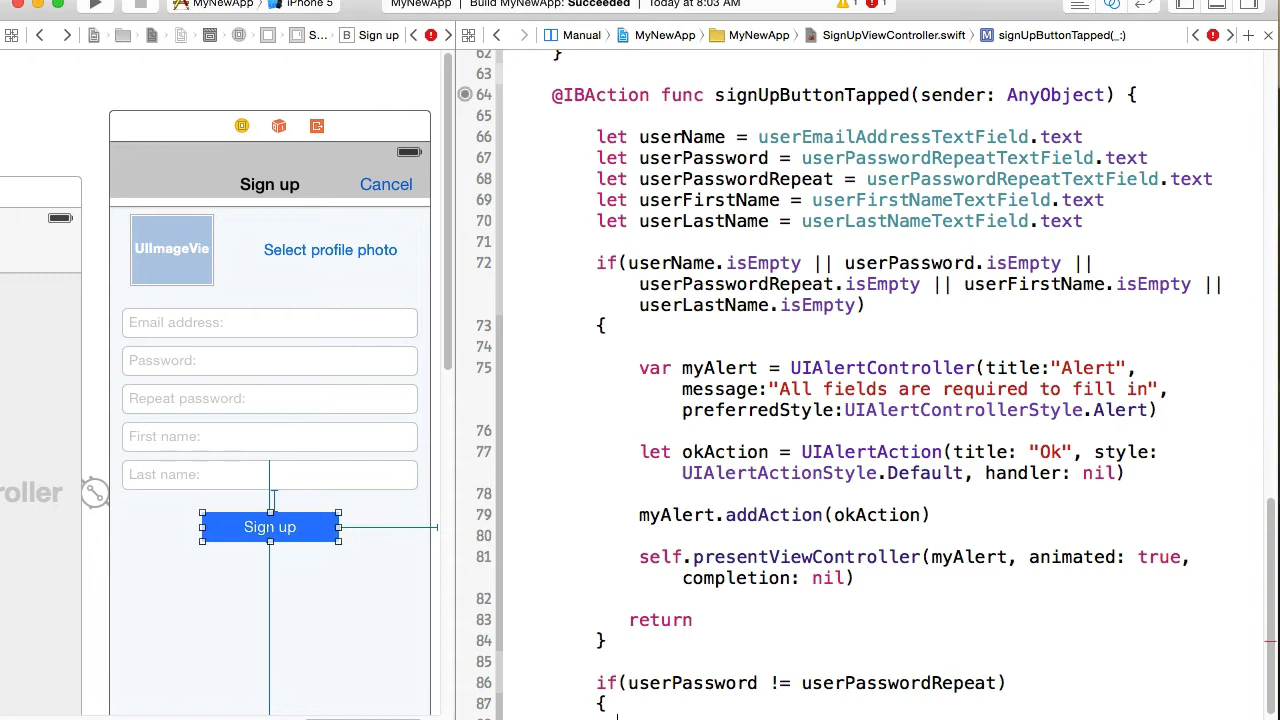 MyNewApp iPhone 5 MyNewApp Build MyNewApp: Succeeded Today at 8:03 AM 1 1
S... B Sign up Manual MyNewApp MyNewApp SignUpViewController.swift M signUpButtonTapped(_:)
62 }
63
64 @IBAction func signUpButtonTapped(sender: AnyObject) {
65
66 let userName = userEmailAddressTextField.text
67 let userPassword = userPasswordRepeatTextField.text
68 let userPasswordRepeat = userPasswordRepeatTextField.text
69 let userFirstName = userFirstNameTextField.text
70 let userLastName = userLastNameTextField.text
71
72 if(userName.isEmpty || userPassword.isEmpty ||
userPasswordRepeat.isEmpty || userFirstName.isEmpty ||
userLastName.isEmpty)
73 {
74
75 var myAlert = UIAlertController(title:"Alert",
message:"All fields are required to fill in",
preferredStyle:UIAlertControllerStyle.Alert)
76
77 let okAction = UIAlertAction(title: "Ok", style:
UIAlertActionStyle.Default, handler: nil)
78
79 myAlert.addAction(okAction)
80
81 self.presentViewController(myAlert, animated: true,
completion: nil)
82
83 return
84 }
85
86 if(userPassword != userPasswordRepeat)
87 {
Sign up Cancel
UIImageVie Select profile photo
Email address:
Password:
Repeat password:
First name:
Last name:
oller
Sign up